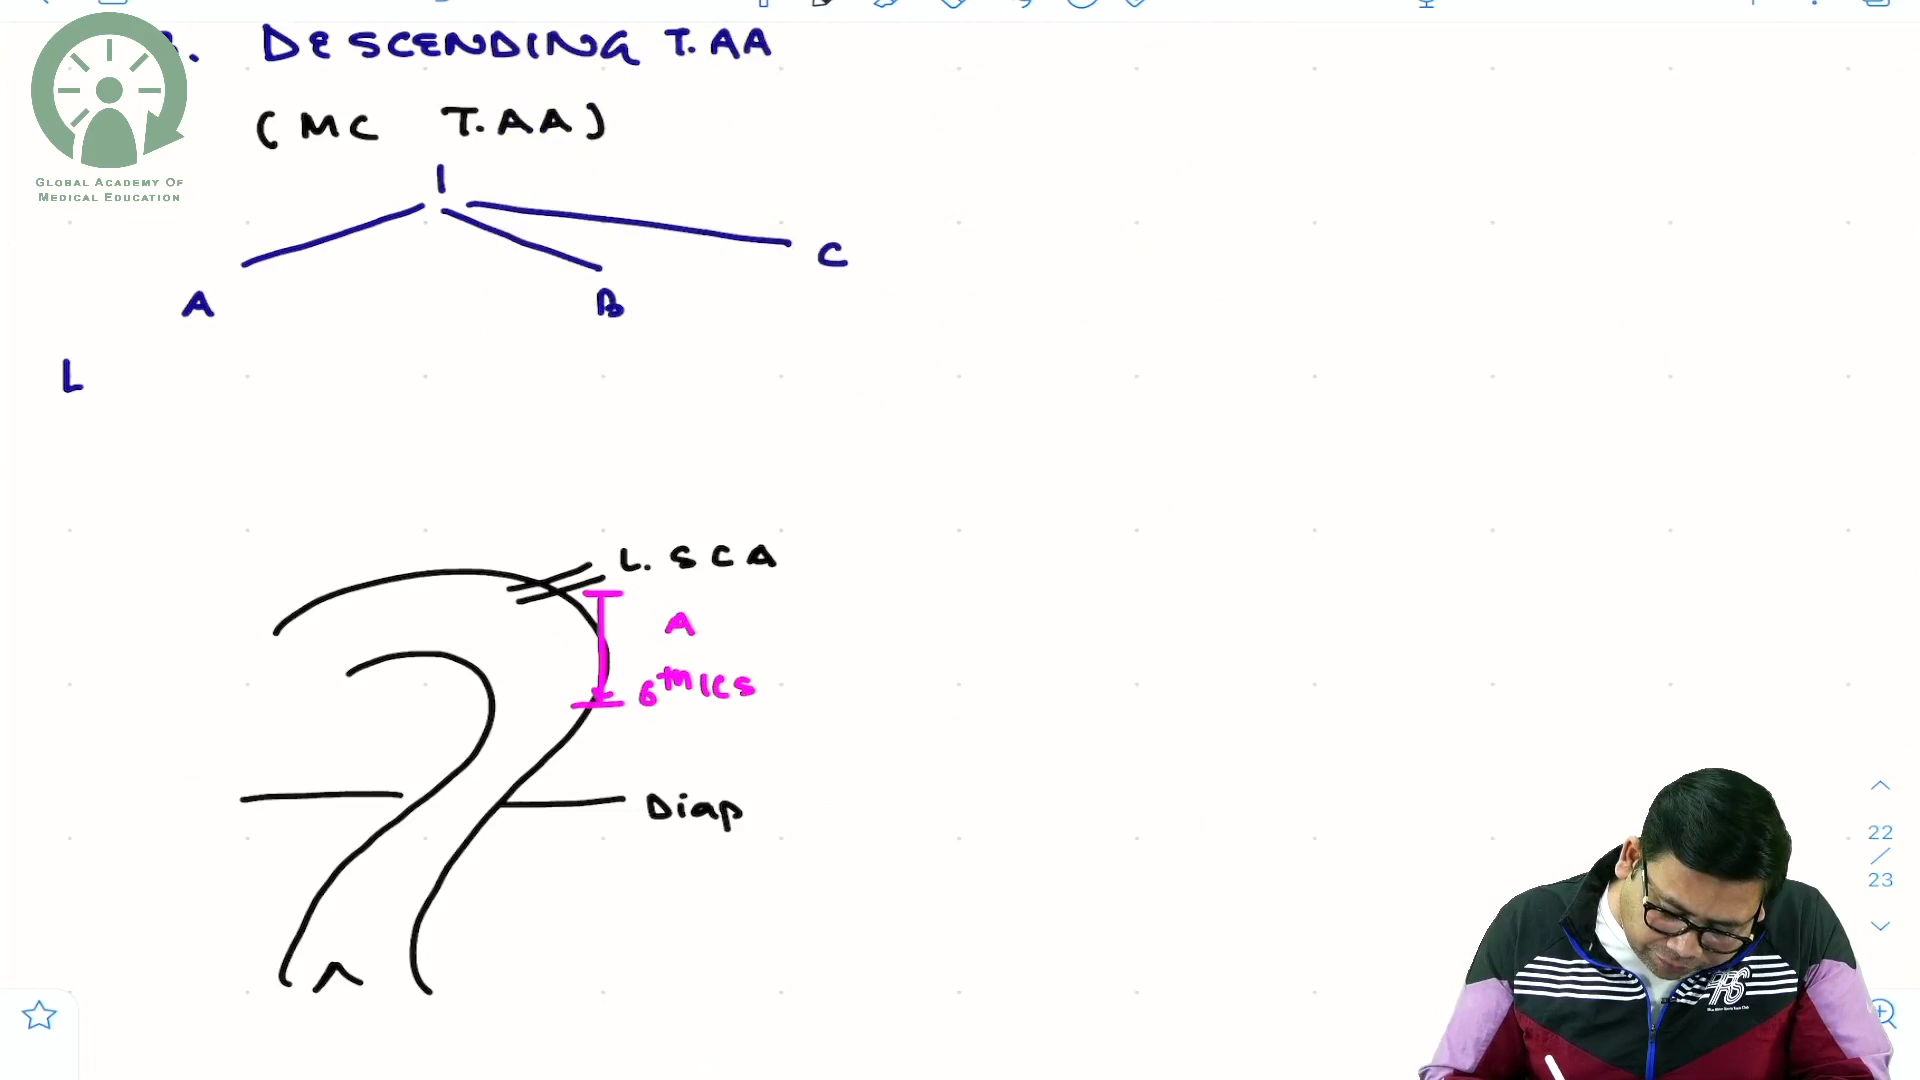 . DESCENDING T.AA
GLOBAL ACADEMY OF
MEDICAL EDUCATION
(MC T.AA)
A
B
C
L
L. SCA
A
6th ICS
Diap
22
/
23